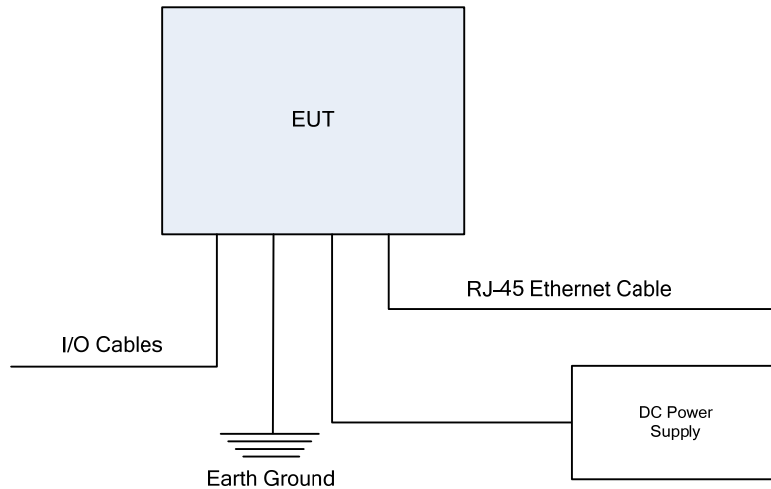 EUT
RJ-45 Ethernet Cable
I/O Cables
DC Power
Supply
Earth Ground